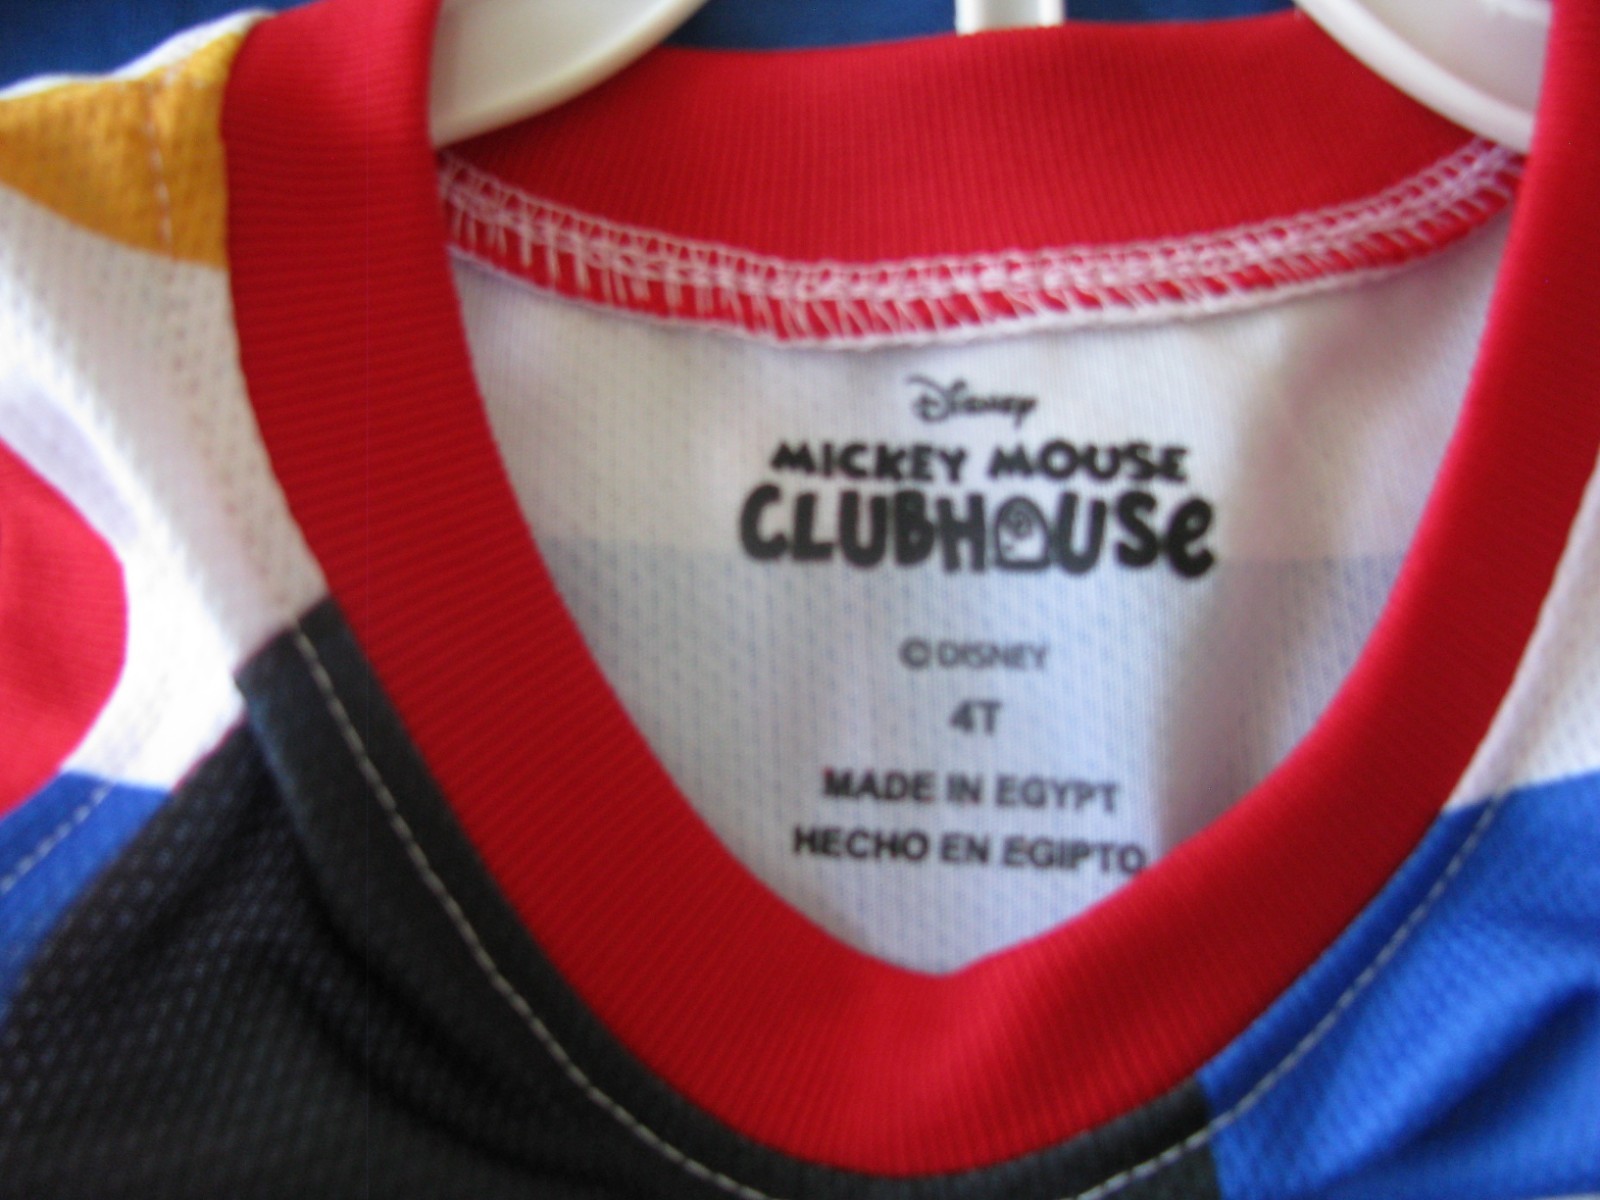 Disney
MICKEY MOUSE
CLUBHOUSE
© DISNEY
4T
MADE IN EGYPT
HECHO EN EGIPTO